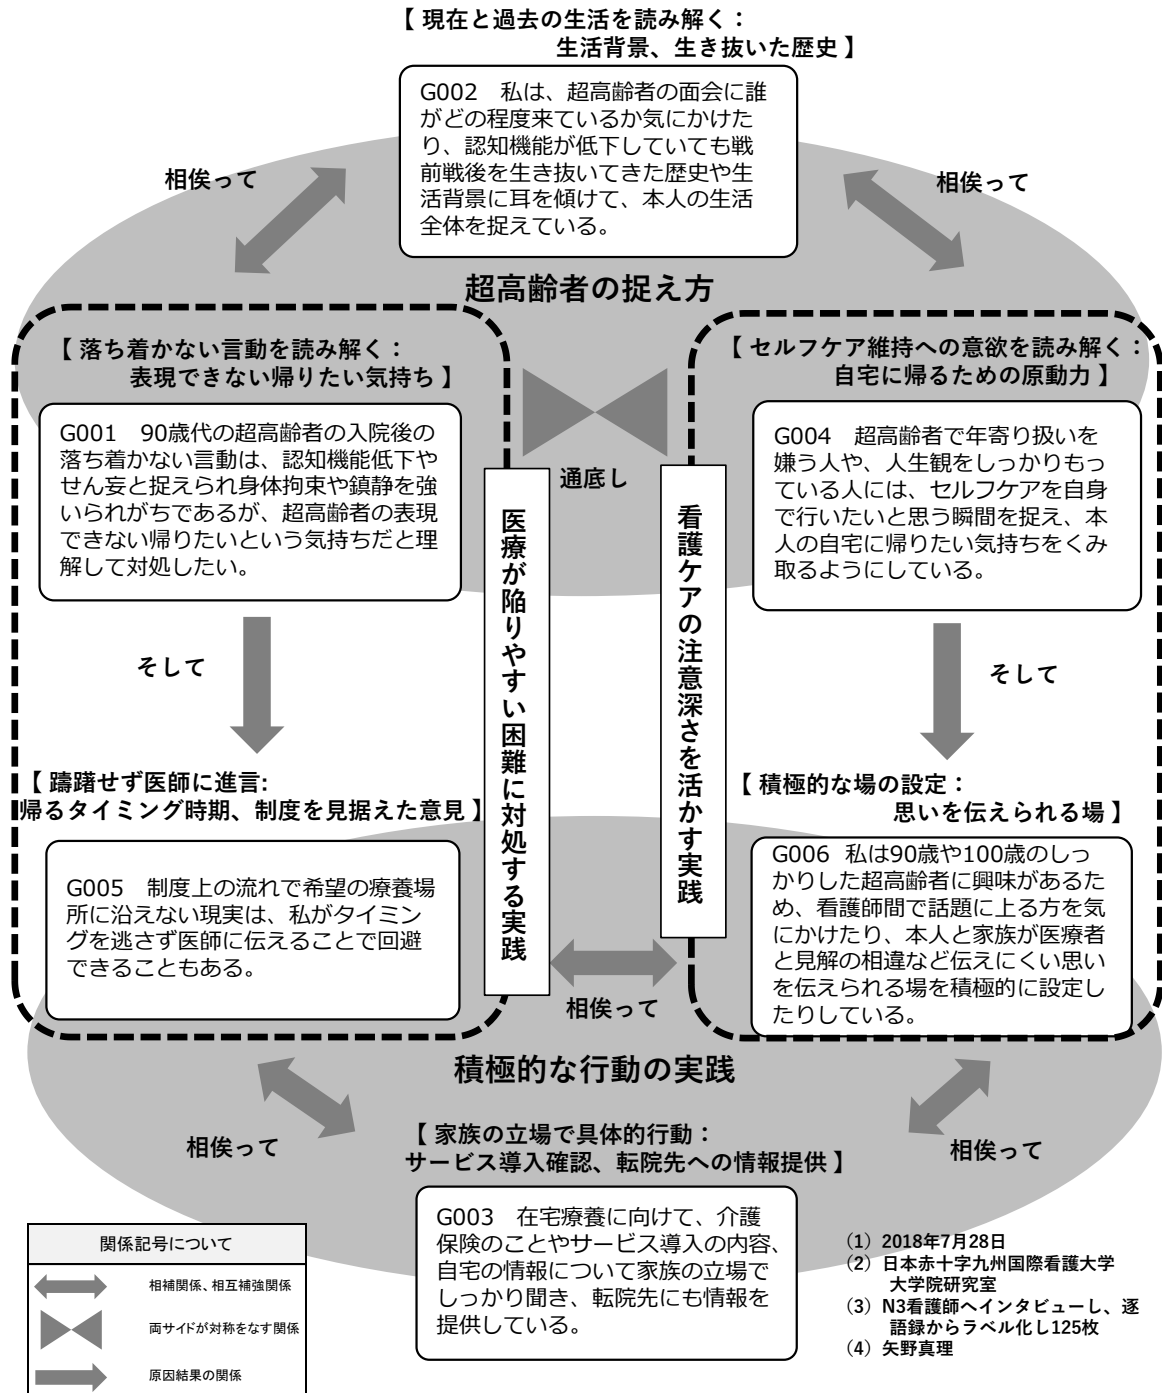 【 現在と過去の生活を読み解く：
生活背景、生き抜いた歴史 】
G002　私は、超高齢者の面会に誰
がどの程度来ているか気にかけた
り、認知機能が低下していても戦
前戦後を生き抜いてきた歴史や生
活背景に耳を傾けて、本人の生活
全体を捉えている。
相俟って
相俟って
超高齢者の捉え方
【 落ち着かない言動を読み解く：
表現できない帰りたい気持ち 】
G001　90歳代の超高齢者の入院後の
落ち着かない言動は、認知機能低下や
せん妄と捉えられ身体拘束や鎮静を強
いられがちであるが、超高齢者の表現
できない帰りたいという気持ちだと理
解して対処したい。
通底し
【 セルフケア維持への意欲を読み解く：
自宅に帰るための原動力 】
G004　超高齢者で年寄り扱いを
嫌う人や、人生観をしっかりもっ
ている人には、セルフケアを自身
で行いたいと思う瞬間を捉え、本
人の自宅に帰りたい気持ちをくみ
取るようにしている。
医療が陥りやすい困難に対処する実践
看護ケアの注意深さを活かす実践
そして
そして
【 躊躇せず医師に進言:
帰るタイミング時期、制度を見据えた意見 】
G005　制度上の流れで希望の療養場
所に沿えない現実は、私がタイミン
グを逃さず医師に伝えることで回避
できることもある。
【 積極的な場の設定：
思いを伝えられる場 】
G006 私は90歳や100歳のしっ
かりした超高齢者に興味があるた
め、看護師間で話題に上る方を気
にかけたり、本人と家族が医療者
と見解の相違など伝えにくい思い
を伝えられる場を積極的に設定し
たりしている。
相俟って
積極的な行動の実践
相俟って
相俟って
【 家族の立場で具体的行動：
サービス導入確認、転院先への情報提供 】
G003　在宅療養に向けて、介護
保険のことやサービス導入の内容、
自宅の情報について家族の立場で
しっかり聞き、転院先にも情報を
提供している。
関係記号について
相補関係、相互補強関係
両サイドが対称をなす関係
原因結果の関係
（1）2018年7月28日
（2）日本赤十字九州国際看護大学
大学院研究室
（3）N3看護師へインタビューし、逐
語録からラベル化し125枚
（4）矢野真理